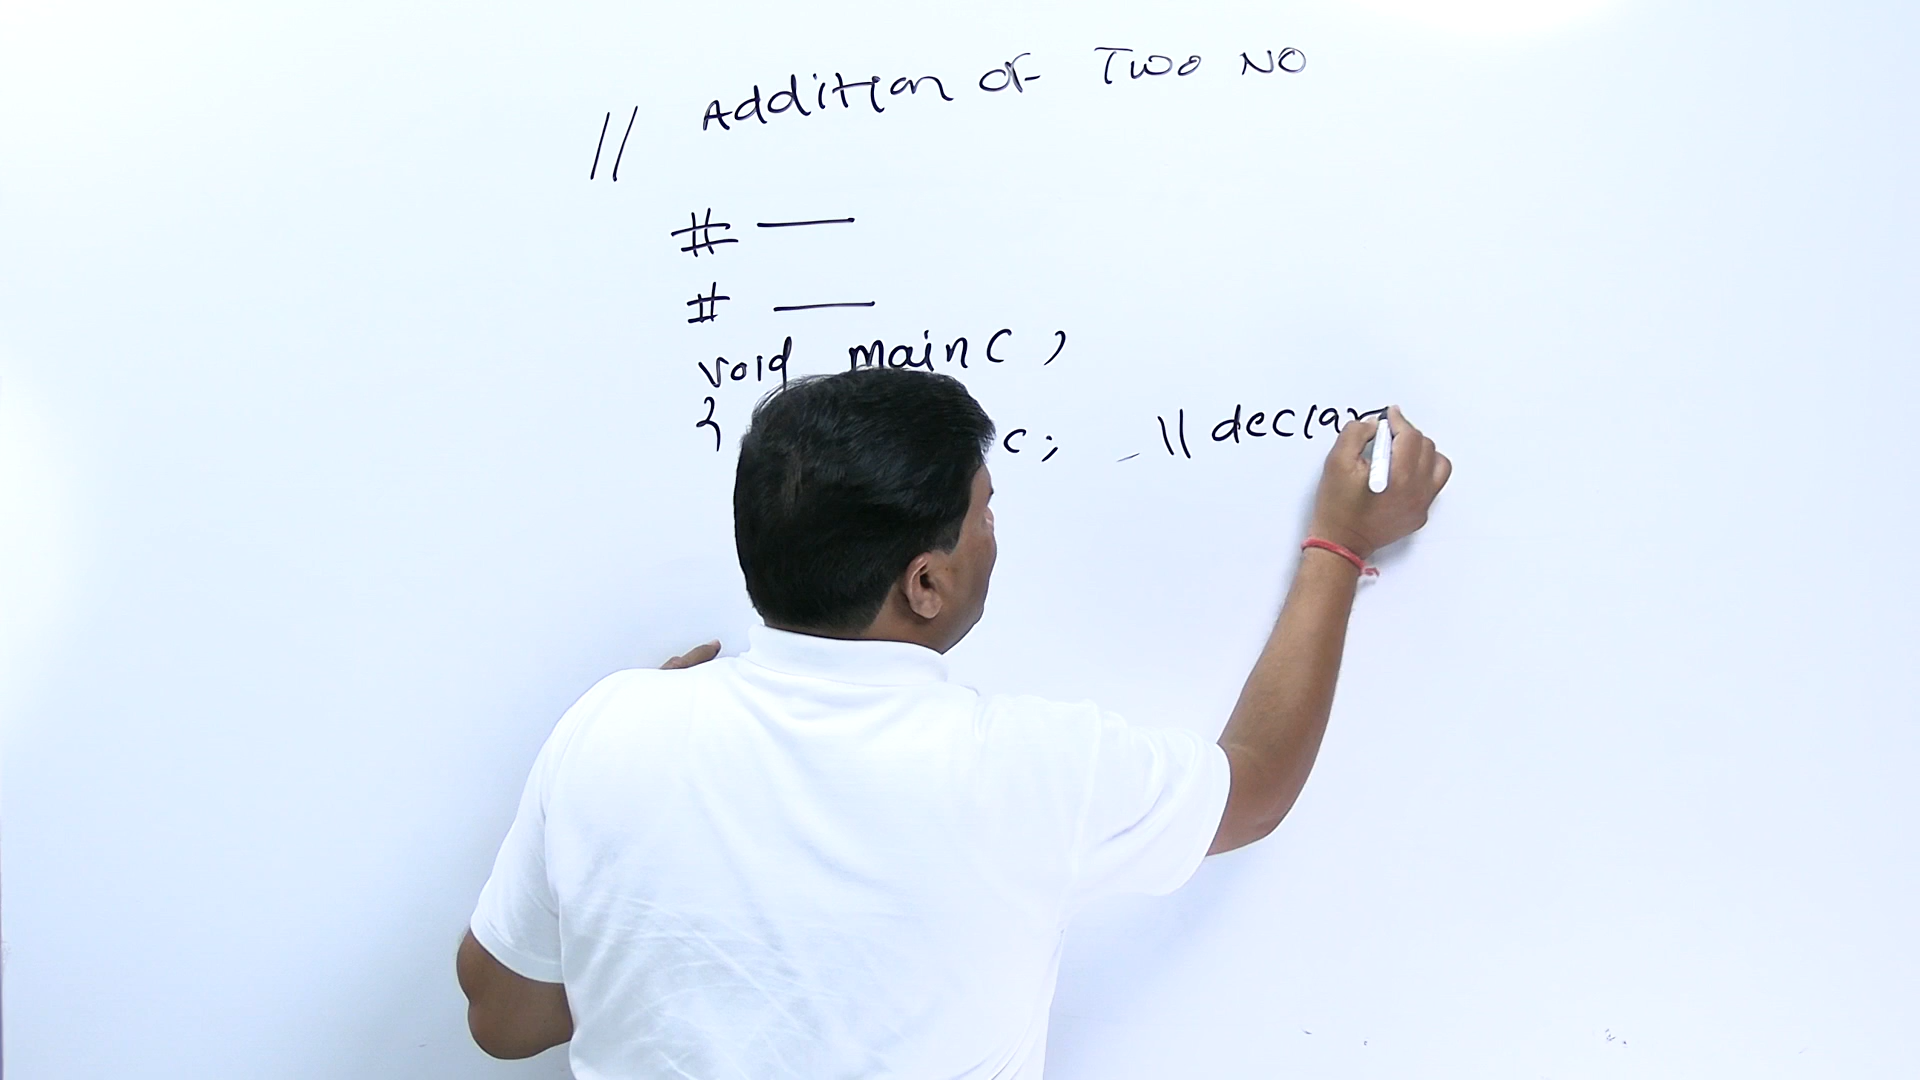 // Addition OF Two NO
#
#
void main( )
{ c; \\ declar